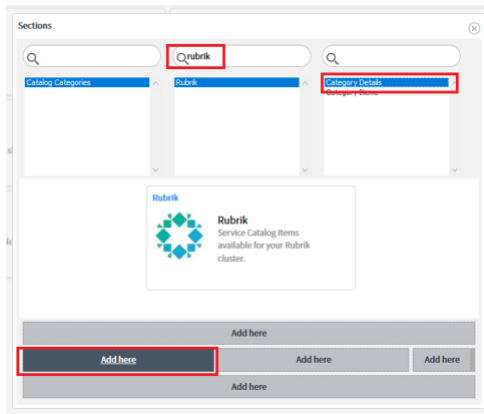 Sections
rubrik
Catalog Categories
Rubrik
Category Details
Category Items
Rubrik
Rubrik
Service Catalog Items
available for your Rubrik
cluster.
Add here
Add here
Add here
Add here
Add here